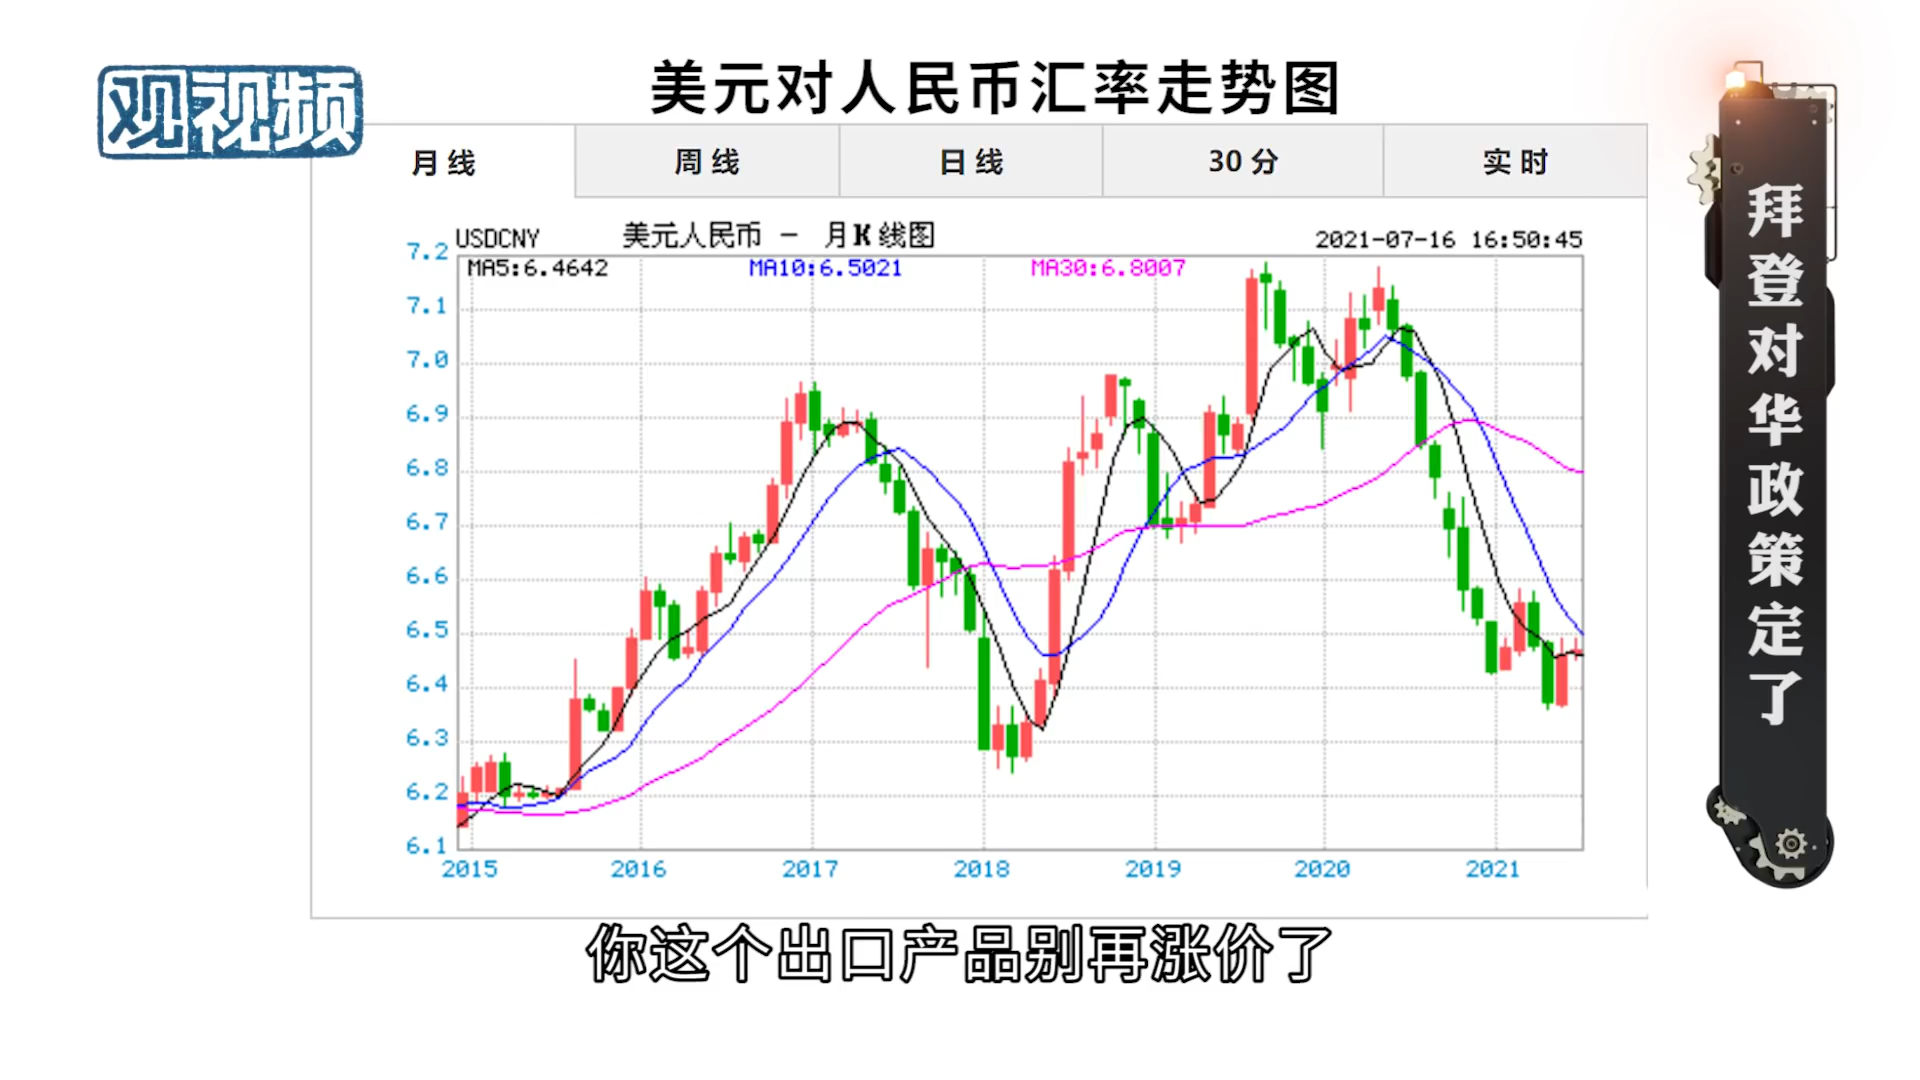 观视频
美元对人民币汇率走势图
月线 周线 日线 30分 实时
USDCNY 美元人民币 - 月K线图 2021-07-16 16:50:45
MA5:6.4642 MA10:6.5021 MA30:6.8007
7.2
7.1
7.0
6.9
6.8
6.7
6.6
6.5
6.4
6.3
6.2
6.1
2015 2016 2017 2018 2019 2020 2021
你这个出口产品别再涨价了
拜登对华政策定了